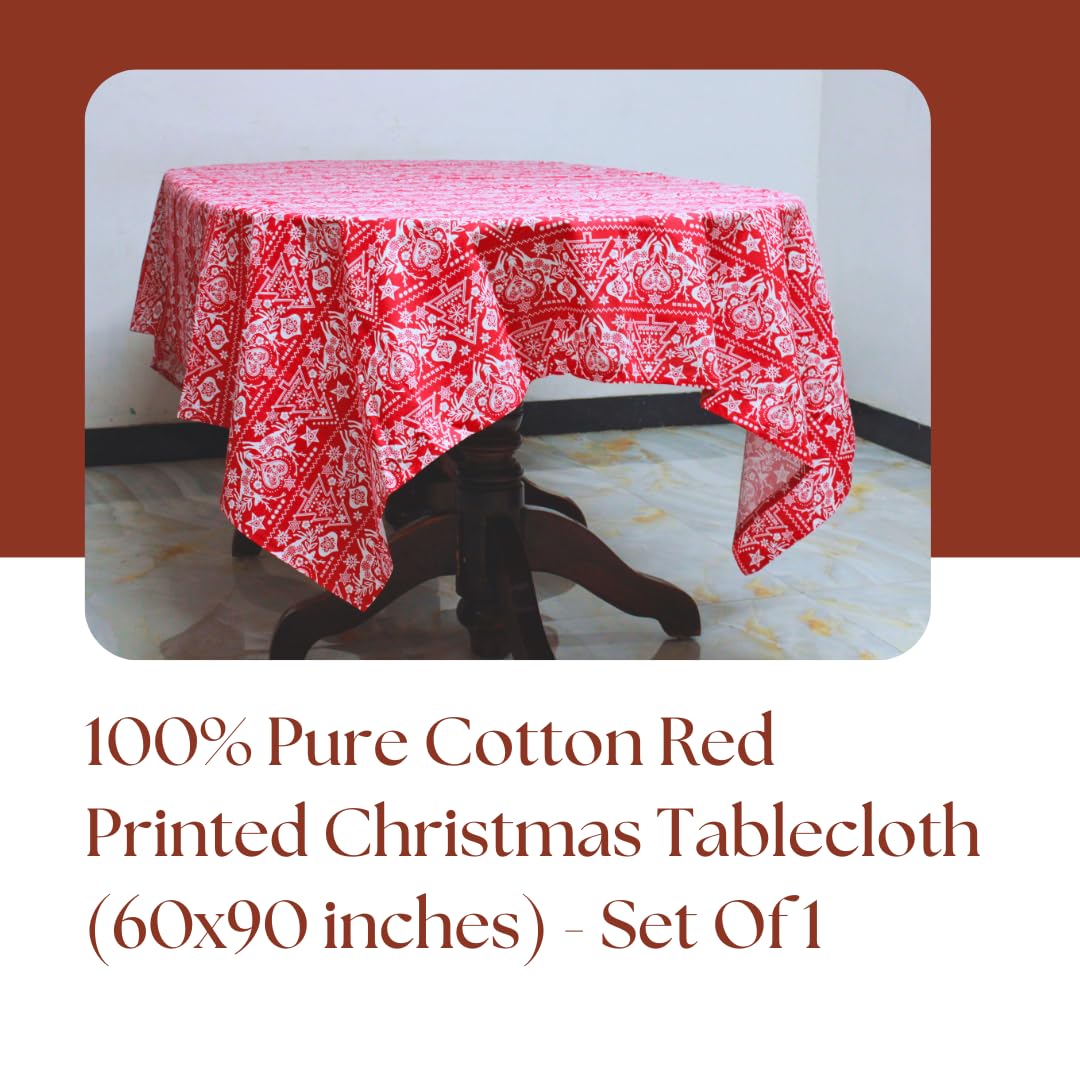 100% Pure Cotton Red
Printed Christmas Tablecloth
(60x90 inches) - Set Of 1